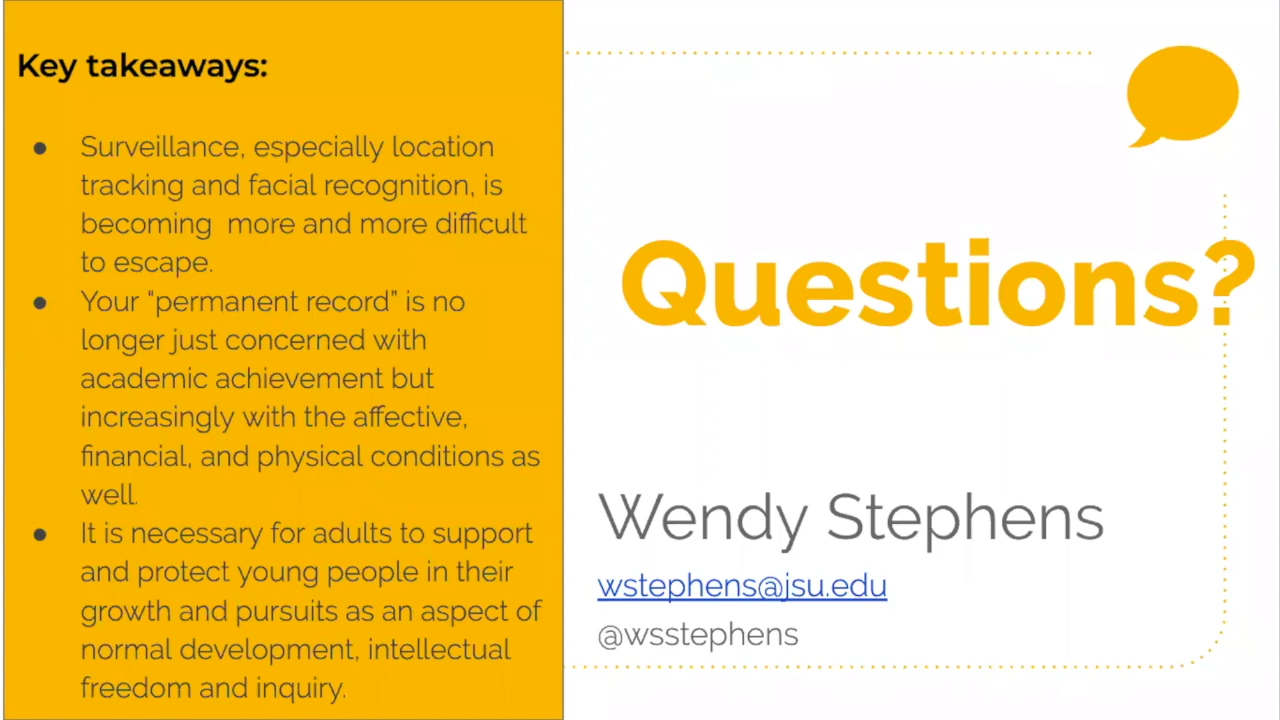 Key takeaways:
● Surveillance, especially location
tracking and facial recognition, is
becoming  more and more difficult
to escape.
● Your “permanent record” is no
longer just concerned with
academic achievement but
increasingly with the affective,
financial, and physical conditions as
well.
● It is necessary for adults to support
and protect young people in their
growth and pursuits as an aspect of
normal development, intellectual
freedom and inquiry.
Questions?
Wendy Stephens
wstephens@jsu.edu
@wsstephens